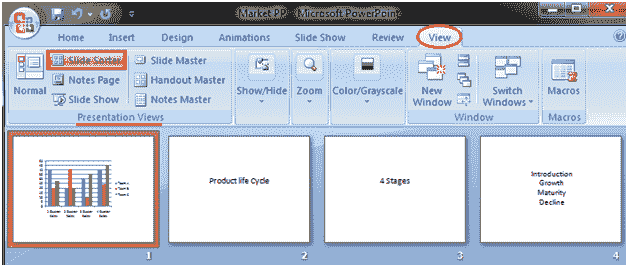 Market PP - Microsoft PowerPoint
Home Insert Design Animations Slide Show Review View
Slide Sorter Slide Master
Normal Notes Page Handout Master Show/Hide Zoom Color/Grayscale New Window Switch Windows Macros
Slide Show Notes Master
Presentation Views Window Macros
Product life Cycle
4 Stages
Introduction
Growth
Maturity
Decline
1 2 3 4